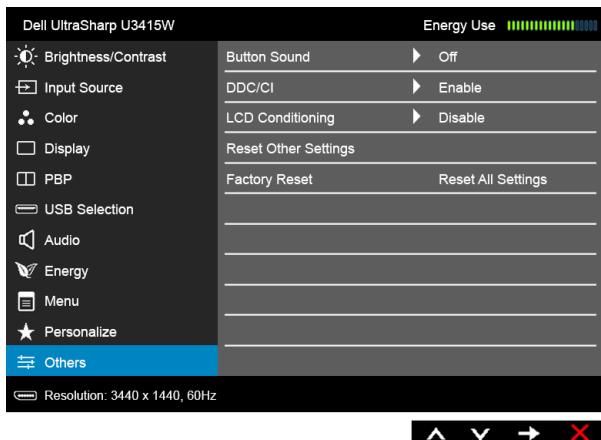 Dell UltraSharp U3415W Energy Use
Brightness/Contrast Button Sound Off
Input Source DDC/CI Enable
Color LCD Conditioning Disable
Display Reset Other Settings
PBP Factory Reset Reset All Settings
USB Selection
Audio
Energy
Menu
Personalize
Others
Resolution: 3440 x 1440, 60Hz